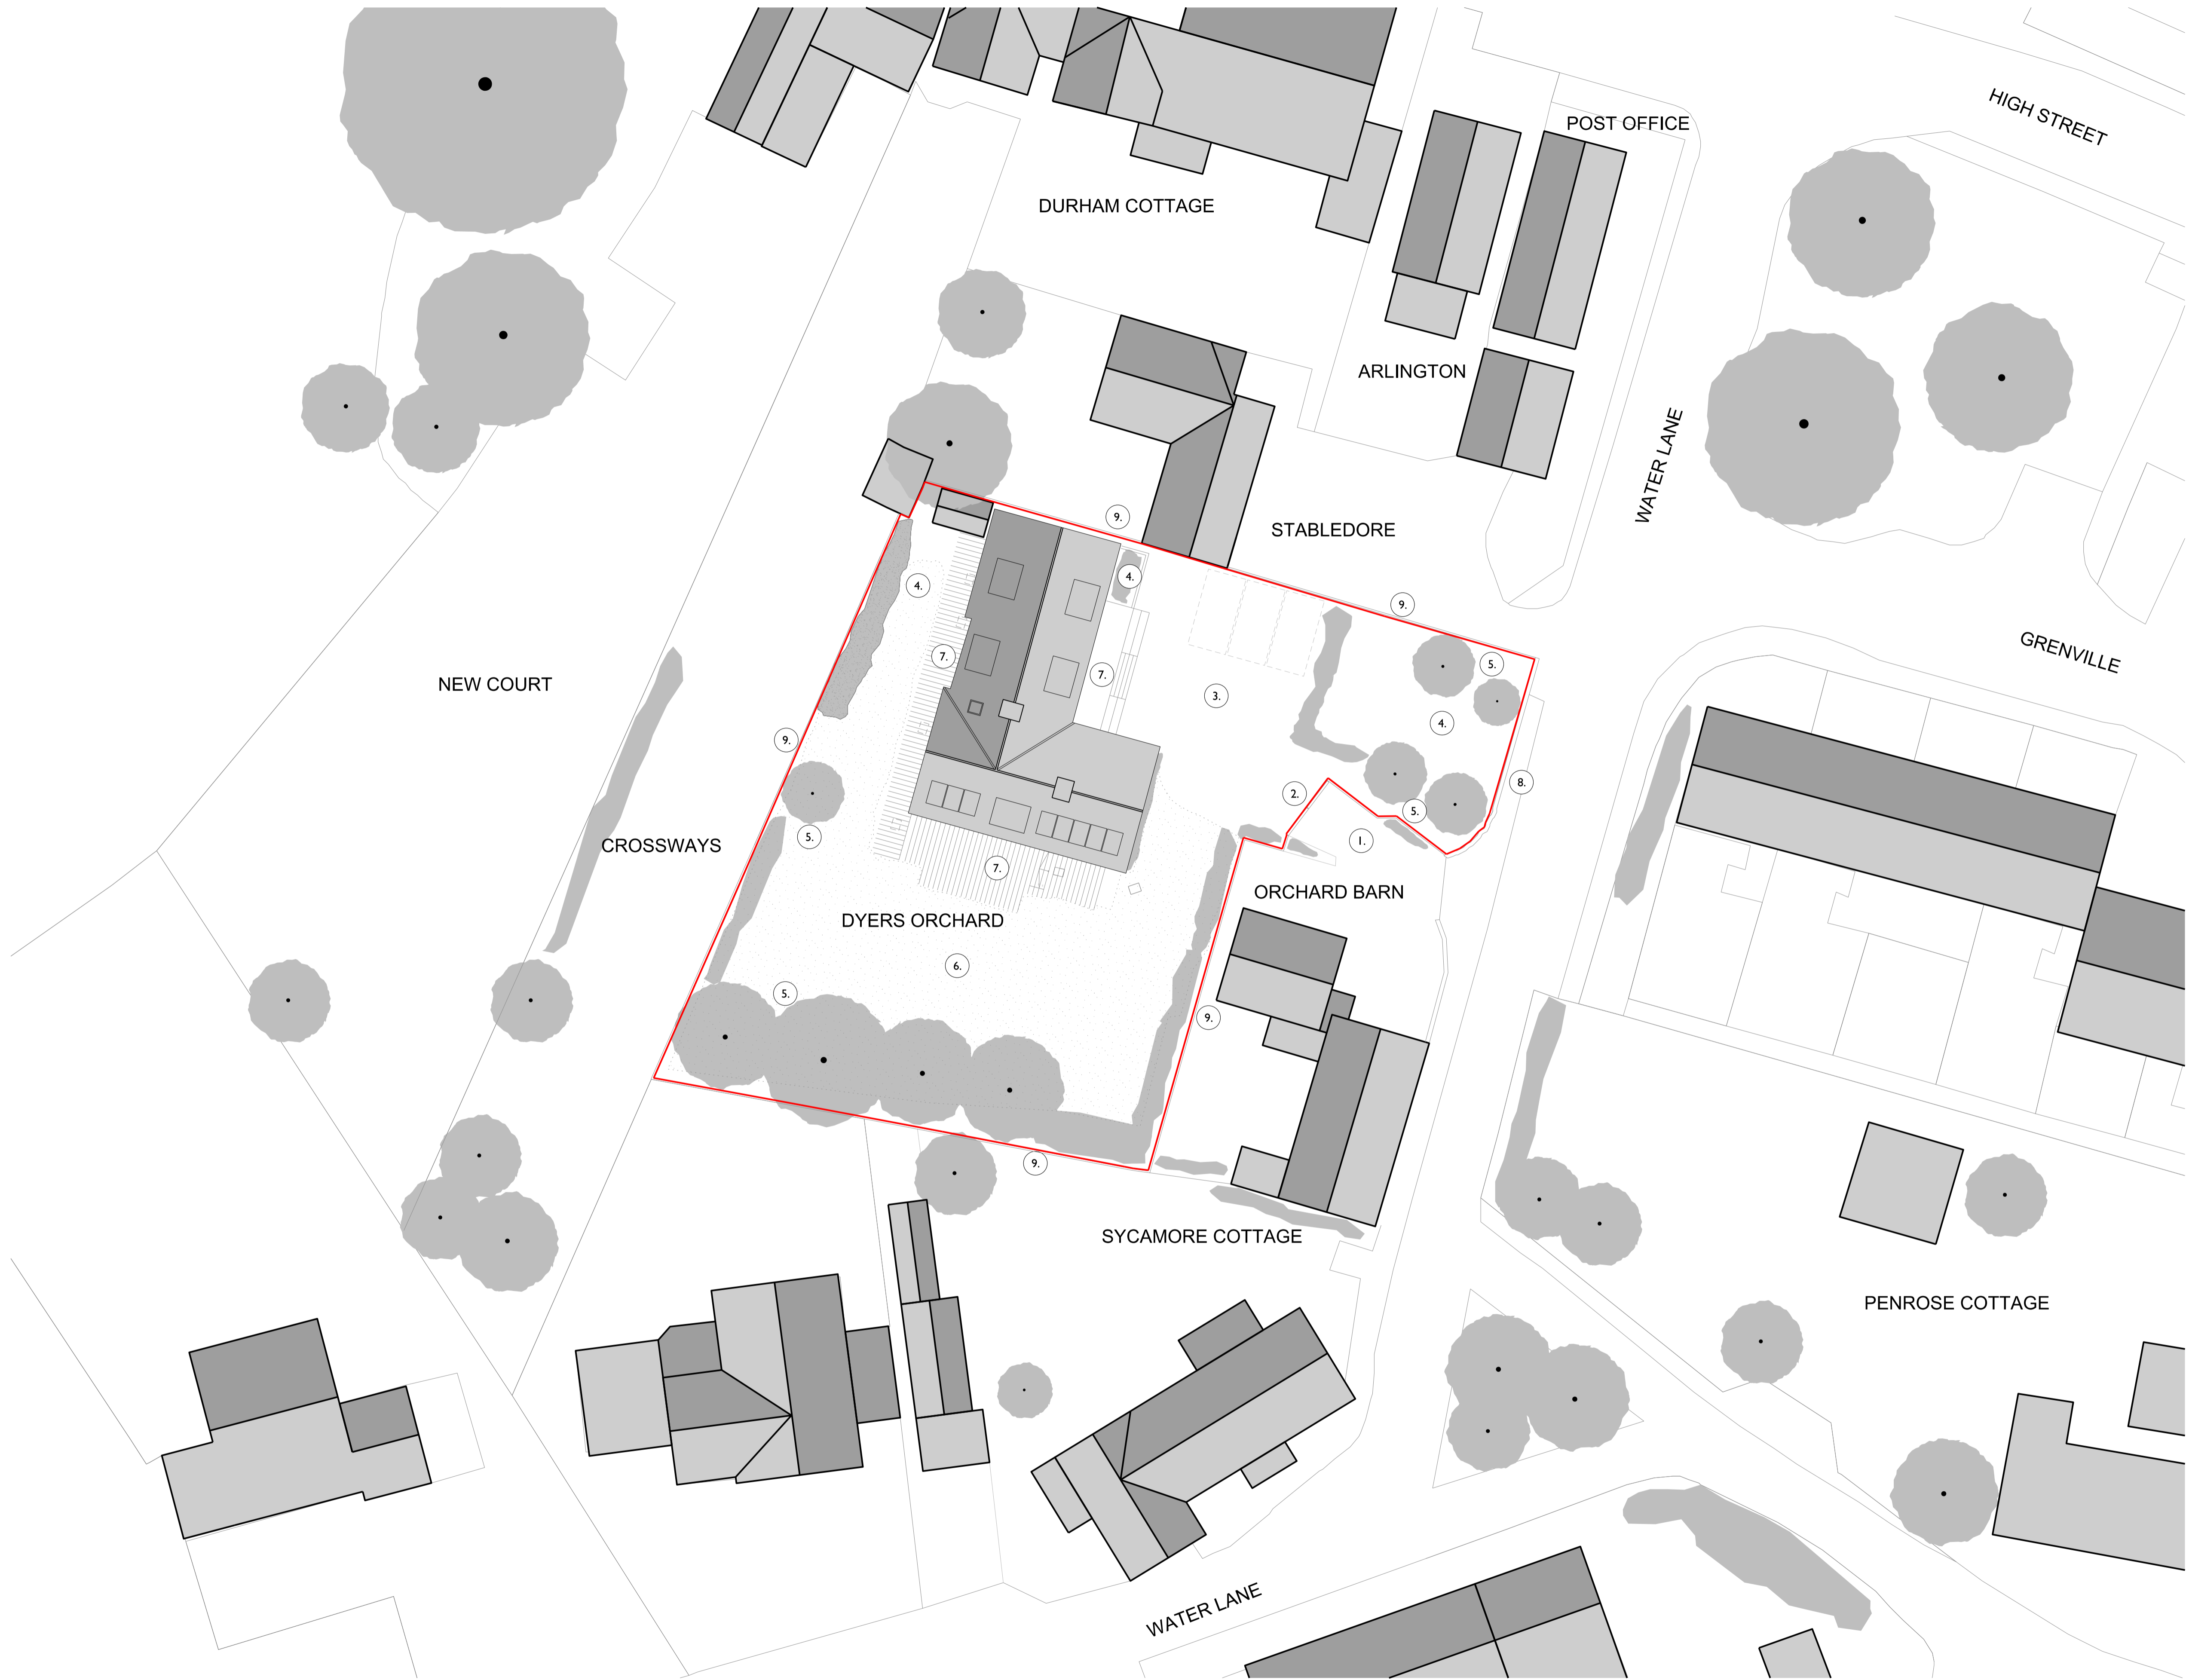 HIGH STREET
POST OFFICE
DURHAM COTTAGE
ARLINGTON
WATER LANE
9.
STABLEDORE
4.
4.
9.
GRENVILLE
7.
5.
NEW COURT
7.
3.
4.
9.
8.
2.
5.
5.
1.
CROSSWAYS
7.
ORCHARD BARN
DYERS ORCHARD
6.
5.
9.
9.
SYCAMORE COTTAGE
PENROSE COTTAGE
WATER LANE